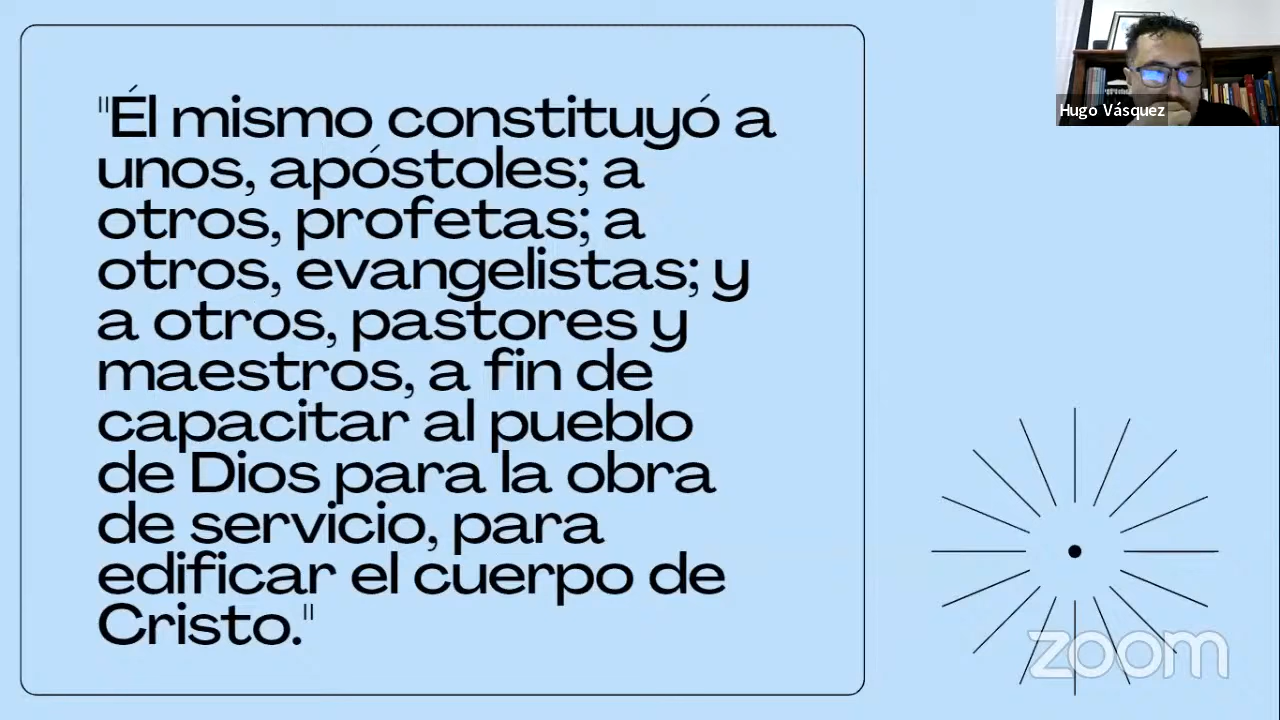 "Él mismo constituyó a
unos, apóstoles; a
otros, profetas; a
otros, evangelistas; y
a otros, pastores y
maestros, a fin de
capacitar al pueblo
de Dios para la obra
de servicio, para
edificar el cuerpo de
Cristo."
Hugo Vásquez
zoom